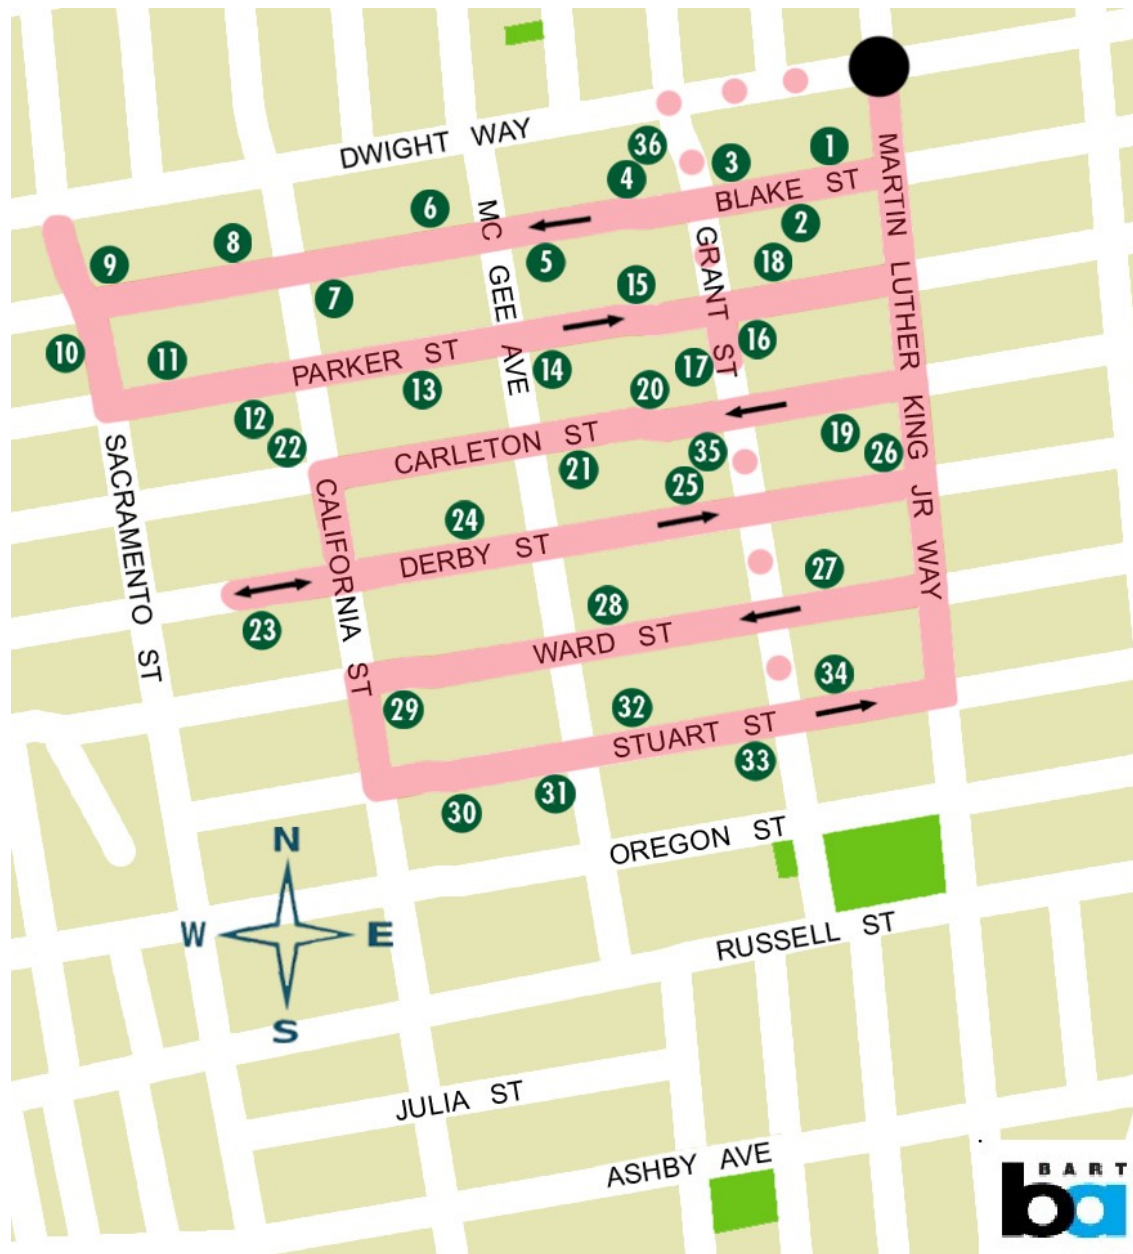 DWIGHT WAY
36
1
3
4
BLAKE ST
MARTIN LUTHER KING JR WAY
6
MC GEE AVE
2
8
5
GRANT ST
9
18
7
15
10
11
16
PARKER ST
14
17
13
20
12
22
CARLETON ST
19
26
35
21
SACRAMENTO ST
25
CALIFORNIA ST
24
DERBY ST
27
23
28
WARD ST
29
32
34
STUART ST
33
31
30
OREGON ST
N
W E
S
RUSSELL ST
JULIA ST
ASHBY AVE
BART
ba